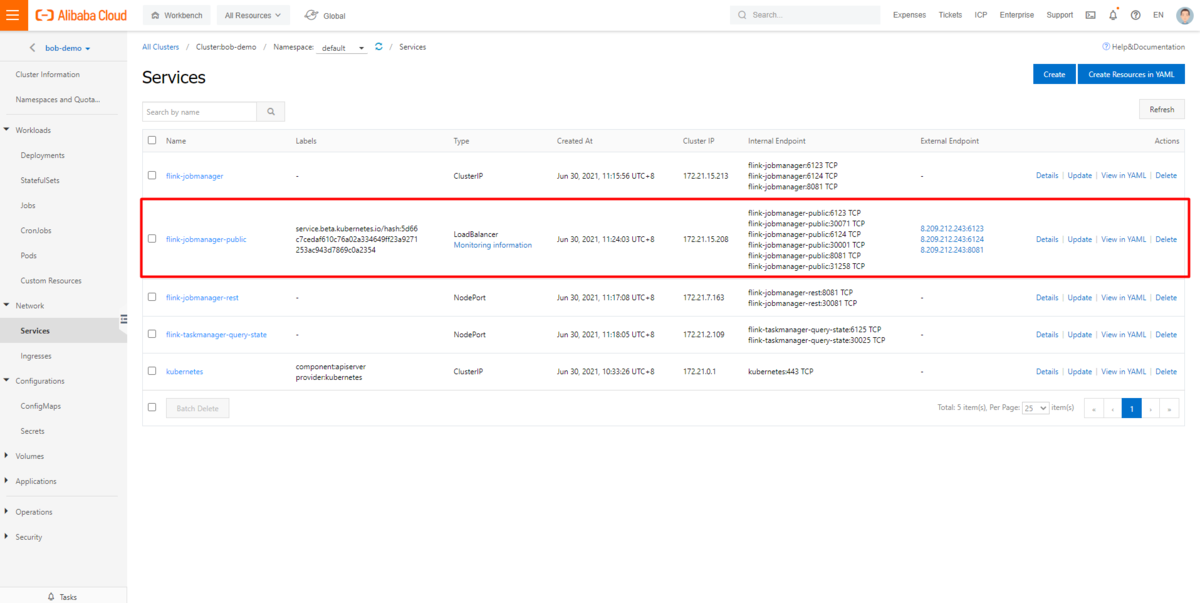 Alibaba Cloud
Workbench
All Resources
Global
Search...
Expenses
Tickets
ICP
Enterprise
Support
EN
bob-demo
Cluster Information
Namespaces and Quota...
Workloads
Deployments
StatefulSets
Jobs
CronJobs
Pods
Custom Resources
Network
Services
Ingresses
Configurations
ConfigMaps
Secrets
Volumes
Applications
Operations
Security
Tasks
All Clusters / Cluster:bob-demo / Namespace: default / Services
Help&Documentation
Services
Create
Create Resources in YAML
Search by name
Refresh
Name Labels Type Created At Cluster IP Internal Endpoint External Endpoint Actions
flink-jobmanager - ClusterIP Jun 30, 2021, 11:15:56 UTC+8 172.21.15.213
flink-jobmanager:6123 TCP
flink-jobmanager:6124 TCP
flink-jobmanager:8081 TCP
- Details | Update | View in YAML | Delete
flink-jobmanager-public
service.beta.kubernetes.io/hash:5d66
c7cedaf610c76a02a334649ff23a9271
253ac943d7869c0a2354
LoadBalancer
Monitoring information
Jun 30, 2021, 11:24:03 UTC+8 172.21.15.208
flink-jobmanager-public:6123 TCP
flink-jobmanager-public:30071 TCP
flink-jobmanager-public:6124 TCP
flink-jobmanager-public:30001 TCP
flink-jobmanager-public:8081 TCP
flink-jobmanager-public:31258 TCP
8.209.212.243:6123
8.209.212.243:6124
8.209.212.243:8081
Details | Update | View in YAML | Delete
flink-jobmanager-rest - NodePort Jun 30, 2021, 11:17:08 UTC+8 172.21.7.163
flink-jobmanager-rest:8081 TCP
flink-jobmanager-rest:30081 TCP
- Details | Update | View in YAML | Delete
flink-taskmanager-query-state - NodePort Jun 30, 2021, 11:18:05 UTC+8 172.21.2.109
flink-taskmanager-query-state:6125 TCP
flink-taskmanager-query-state:30025 TCP
- Details | Update | View in YAML | Delete
kubernetes
component:apiserver
provider:kubernetes
ClusterIP Jun 30, 2021, 10:33:26 UTC+8 172.21.0.1 kubernetes:443 TCP - Details | Update | View in YAML | Delete
Batch Delete
Total: 5 item(s), Per Page: 25 item(s) « ‹ 1 › »